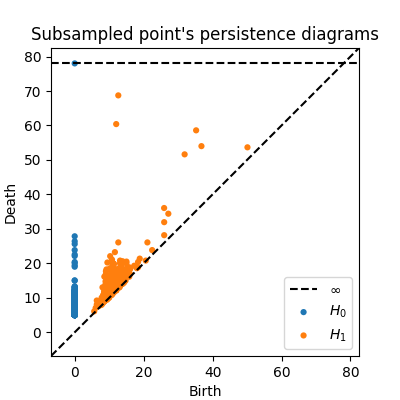 Subsampled point's persistence diagrams
80
70
60
50
40
30
20
10
0
Death
0 20 40 60 80
Birth
∞
H₀
H₁